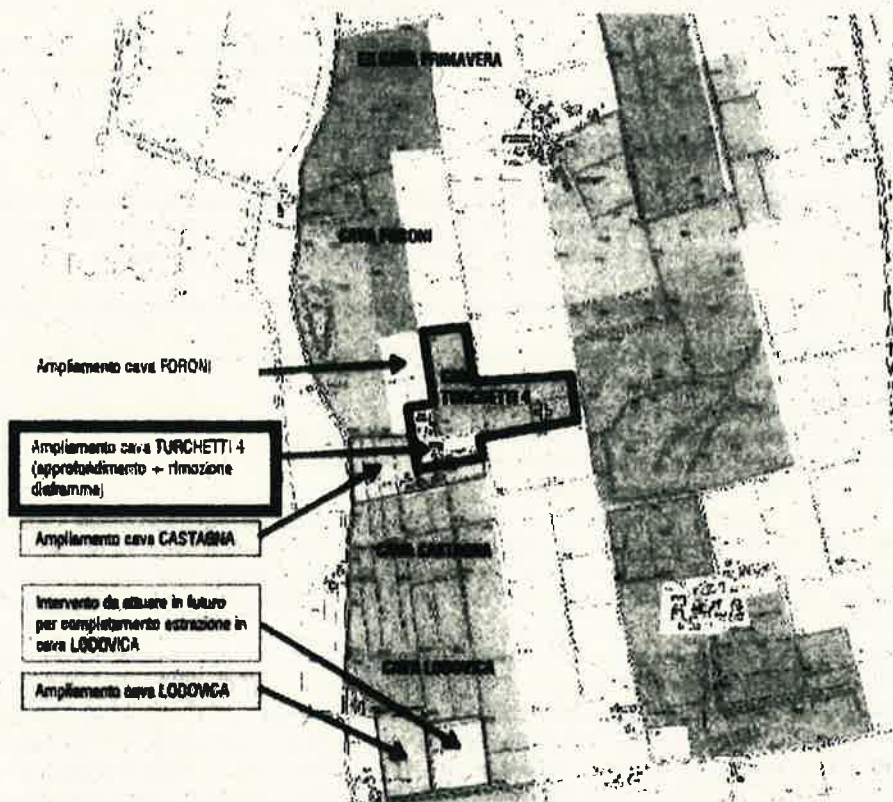 EX CAVA PRIMAVERA
CAVA FORONI
Ampliamento cava FORONI
TURCHETTI 4
Ampliamento cava TURCHETTI 4
(approfondimento + rimozione
diaframma)
Ampliamento cava CASTAGNA
CAVA CASTAGNA
Intervento da attuare in futuro
per completamento estrazione in
cava LODOVICA
CAVA LODOVICA
Ampliamento cava LODOVICA